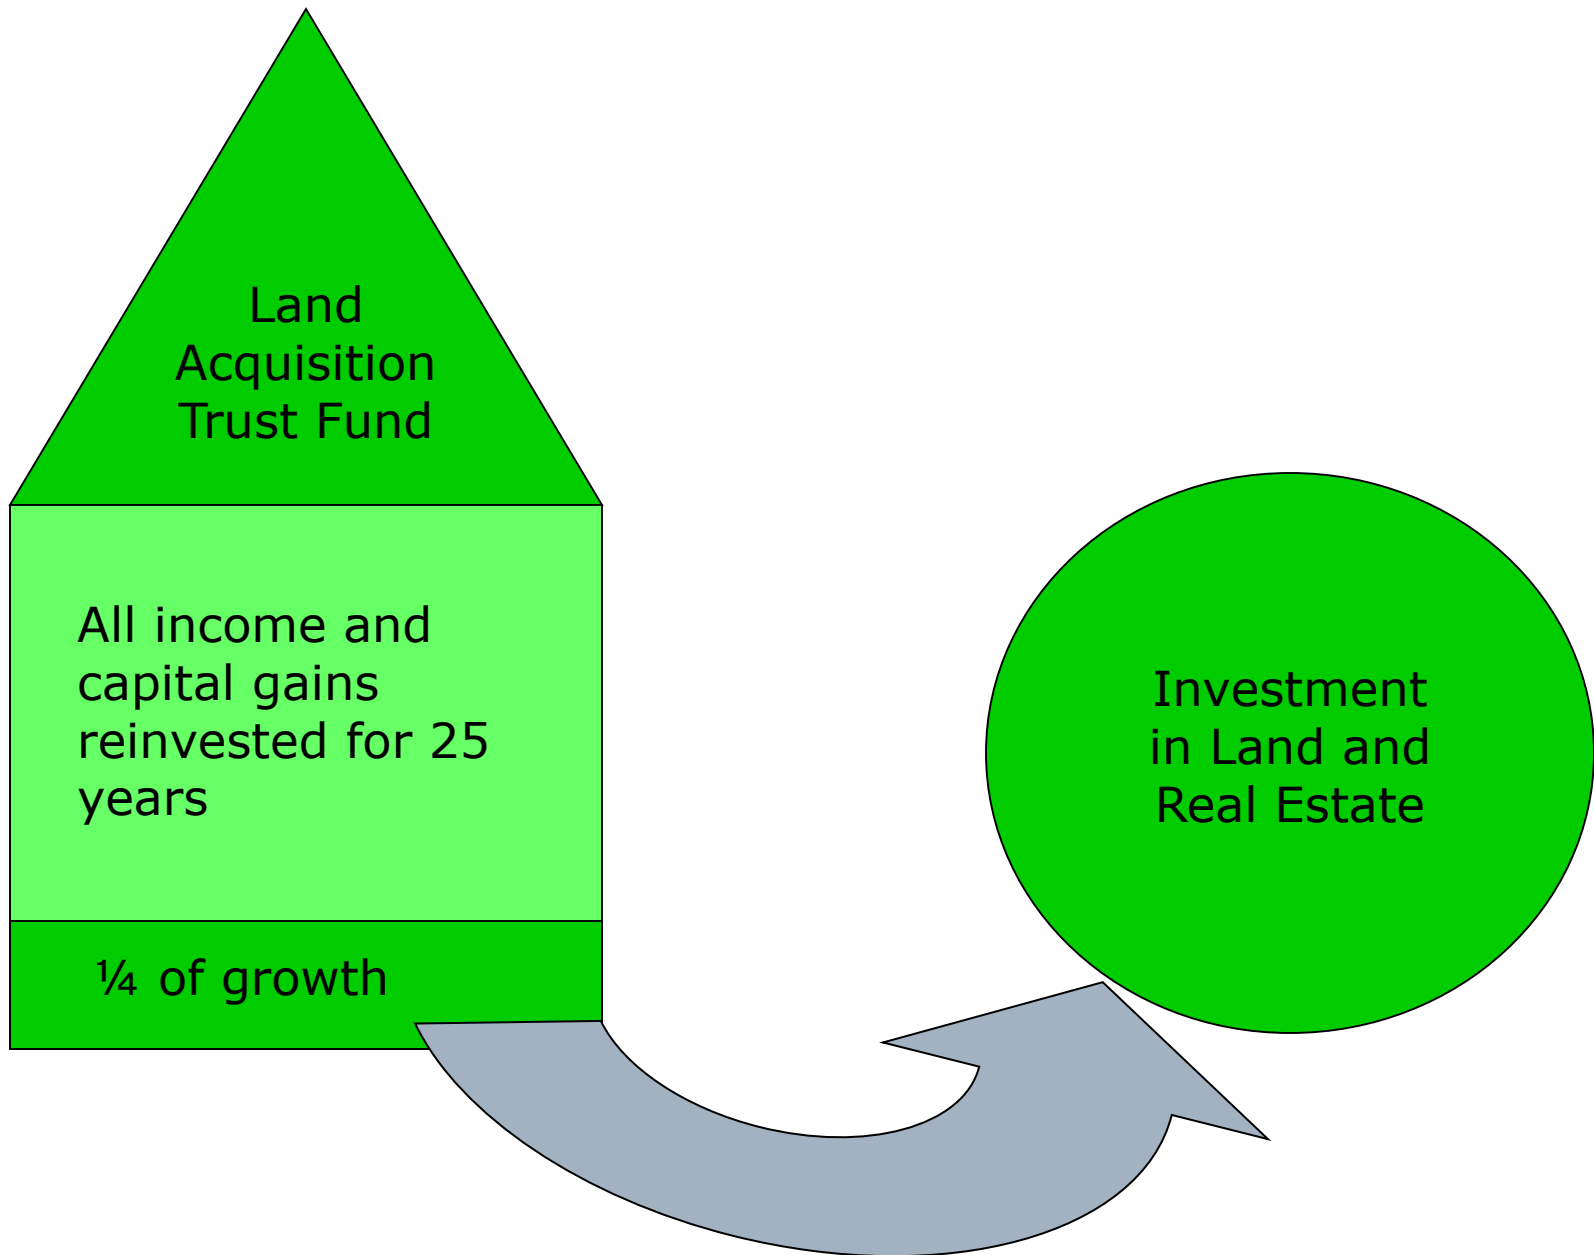 Land
Acquisition
Trust Fund
All income and
capital gains
reinvested for 25
years
¼ of growth
Investment
in Land and
Real Estate